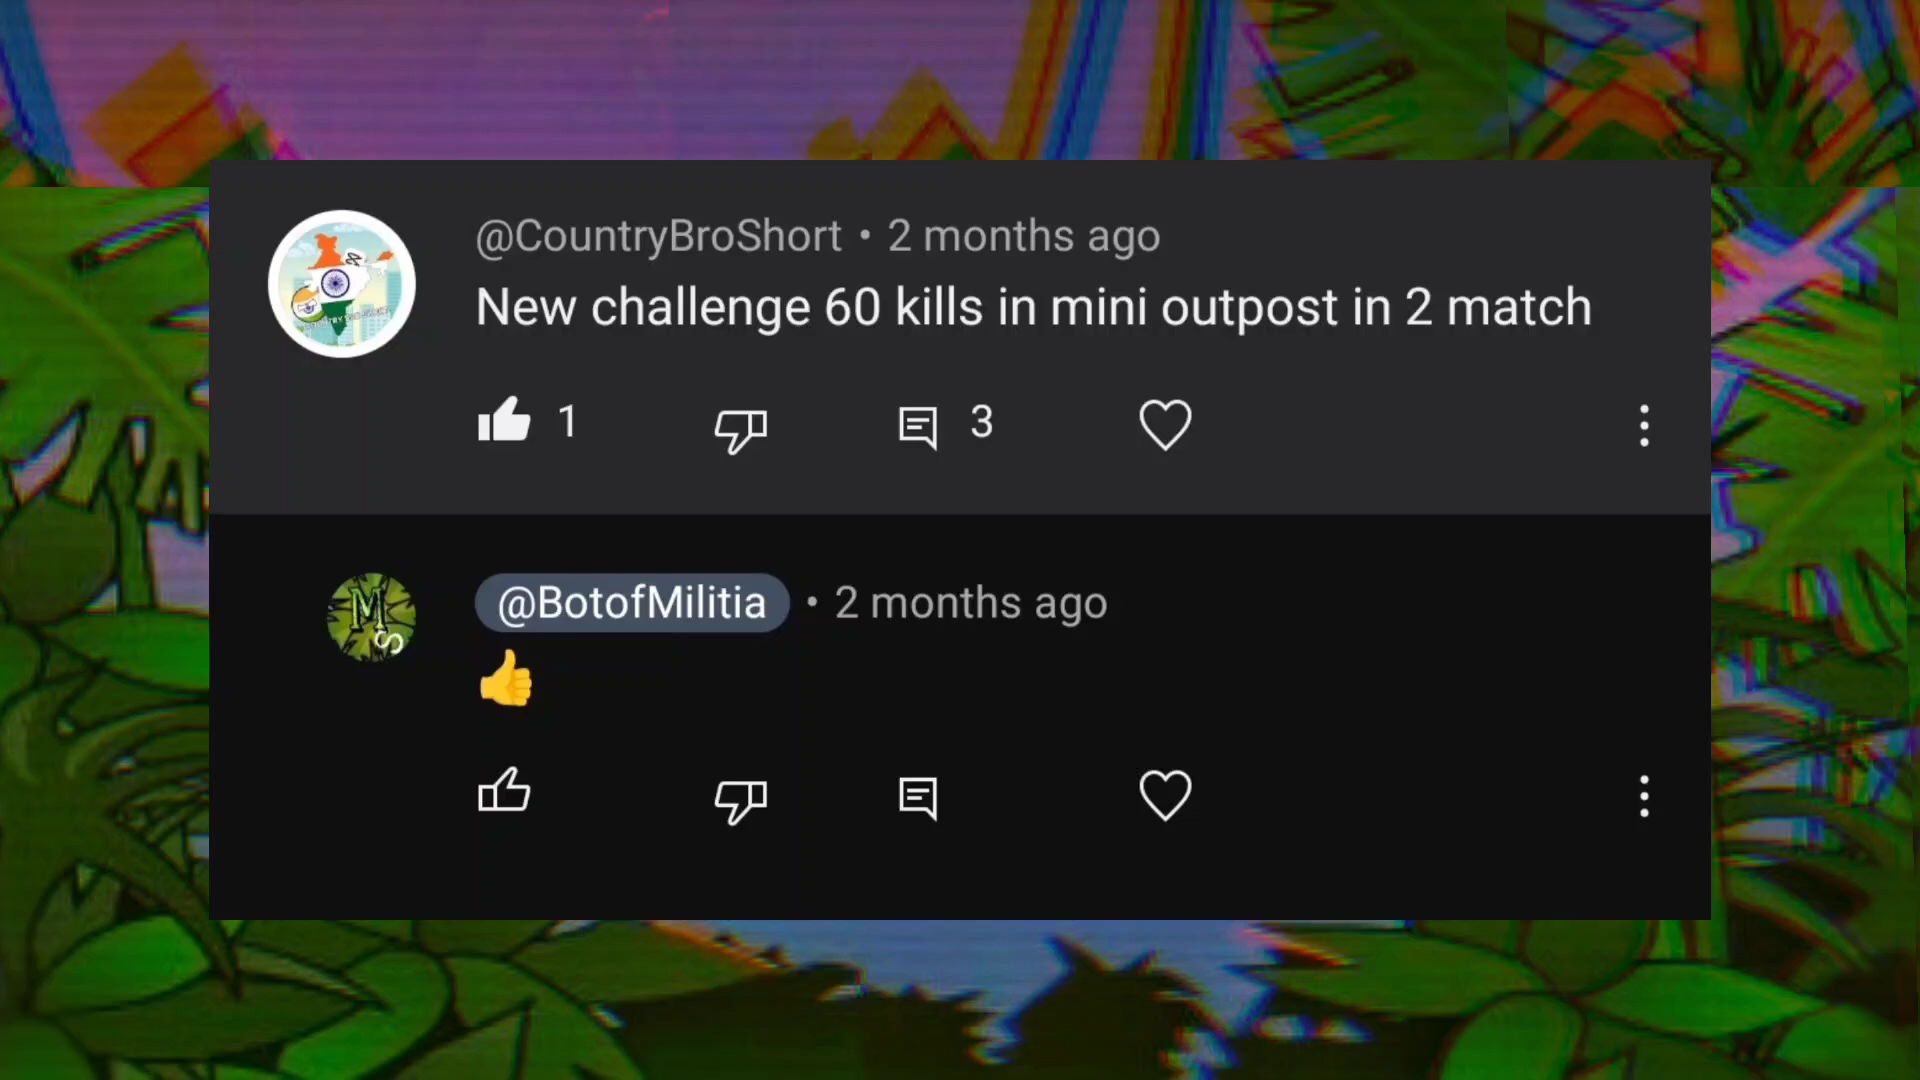 @CountryBroShort • 2 months ago
New challenge 60 kills in mini outpost in 2 match
1 3
@BotofMilitia • 2 months ago
👍
MS